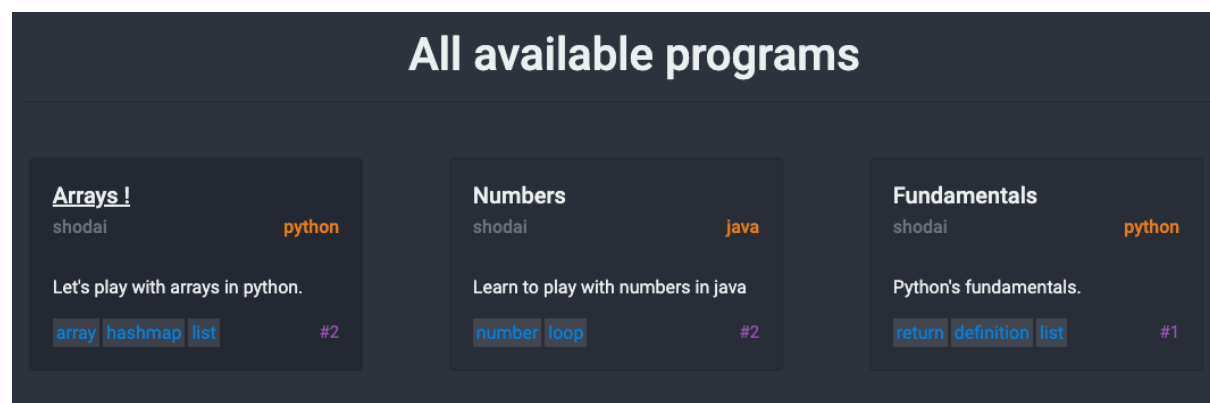 All available programs
Arrays !
shodai python
Let's play with arrays in python.
array hashmap list #2
Numbers
shodai java
Learn to play with numbers in java
number loop #2
Fundamentals
shodai python
Python's fundamentals.
return definition list #1